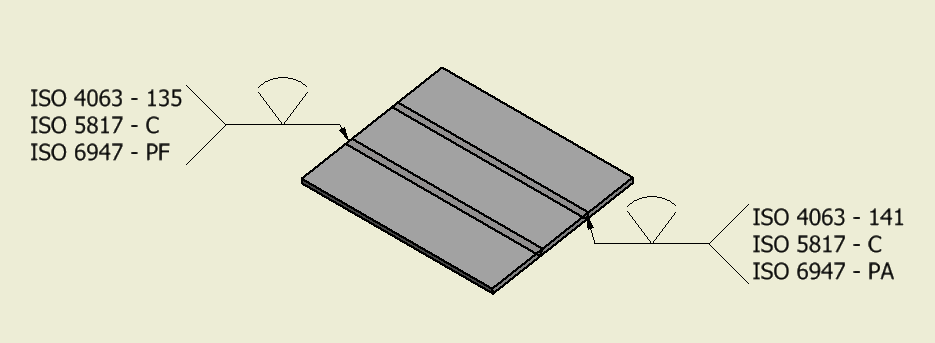 ISO 4063 - 135
ISO 5817 - C
ISO 6947 - PF
ISO 4063 - 141
ISO 5817 - C
ISO 6947 - PA